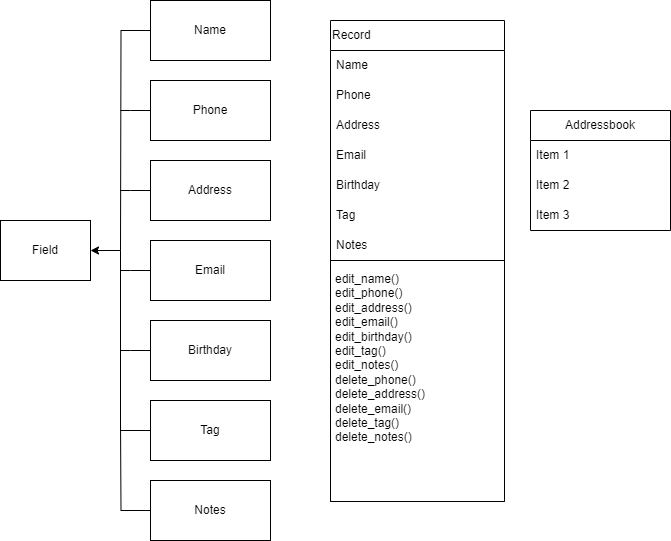 Field
Name
Phone
Address
Email
Birthday
Tag
Notes
Record
Name
Phone
Address
Email
Birthday
Tag
Notes
edit_name()
edit_phone()
edit_address()
edit_email()
edit_birthday()
edit_tag()
edit_notes()
delete_phone()
delete_address()
delete_email()
delete_tag()
delete_notes()
Addressbook
Item 1
Item 2
Item 3